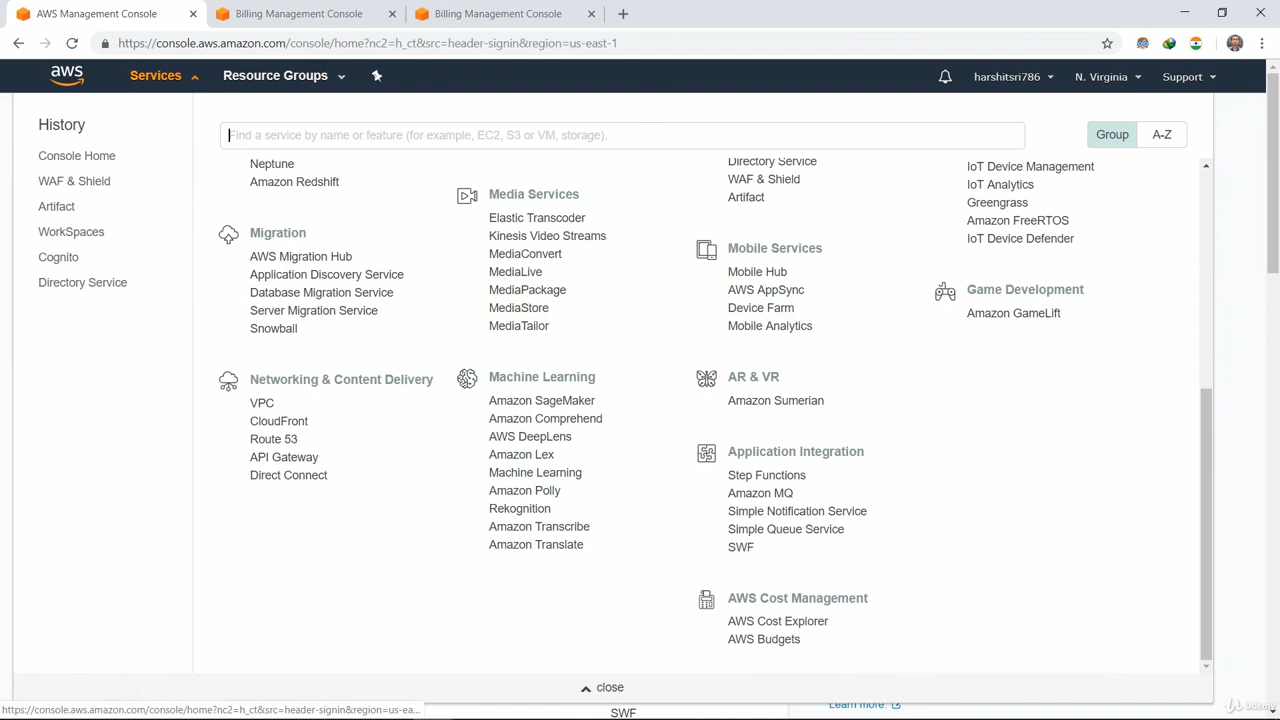 AWS Management Console
Billing Management Console
Billing Management Console
https://console.aws.amazon.com/console/home?nc2=h_ct&src=header-signin&region=us-east-1
aws
Services
Resource Groups
harshitsri786
N. Virginia
Support
History
Console Home
WAF & Shield
Artifact
WorkSpaces
Cognito
Directory Service
Find a service by name or feature (for example, EC2, S3 or VM, storage).
Group
A-Z
Neptune
Amazon Redshift
Migration
AWS Migration Hub
Application Discovery Service
Database Migration Service
Server Migration Service
Snowball
Networking & Content Delivery
VPC
CloudFront
Route 53
API Gateway
Direct Connect
Media Services
Elastic Transcoder
Kinesis Video Streams
MediaConvert
MediaLive
MediaPackage
MediaStore
MediaTailor
Machine Learning
Amazon SageMaker
Amazon Comprehend
AWS DeepLens
Amazon Lex
Machine Learning
Amazon Polly
Rekognition
Amazon Transcribe
Amazon Translate
Directory Service
WAF & Shield
Artifact
Mobile Services
Mobile Hub
AWS AppSync
Device Farm
Mobile Analytics
AR & VR
Amazon Sumerian
Application Integration
Step Functions
Amazon MQ
Simple Notification Service
Simple Queue Service
SWF
AWS Cost Management
AWS Cost Explorer
AWS Budgets
IoT Device Management
IoT Analytics
Greengrass
Amazon FreeRTOS
IoT Device Defender
Game Development
Amazon GameLift
close
https://console.aws.amazon.com/console/home?nc2=h_ct&src=header-signin&region=us-ea...
SWF
Learn more.
Udemy